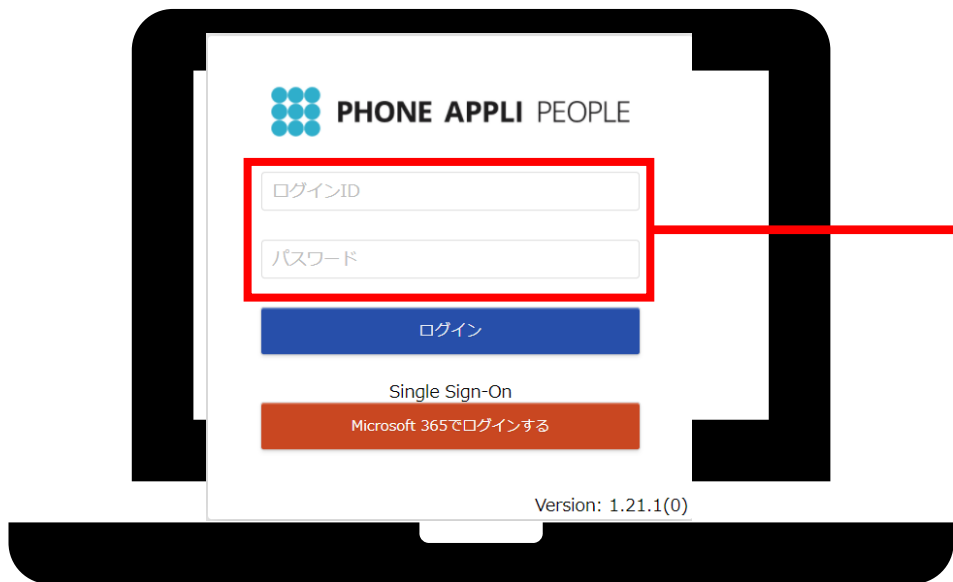 PHONE APPLI PEOPLE
ログインID
パスワード
ログイン
Single Sign-On
Microsoft 365でログインする
Version: 1.21.1(0)